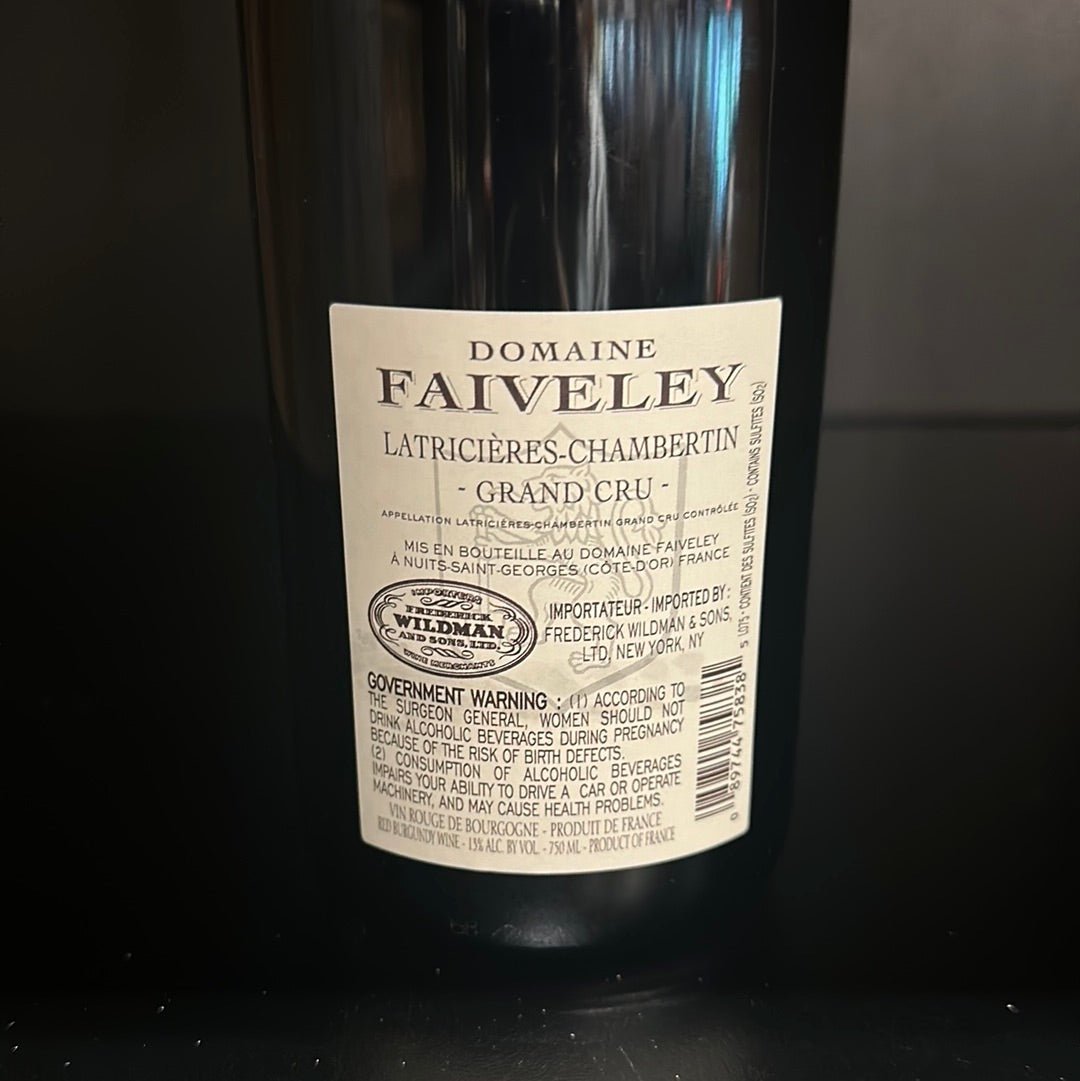 DOMAINE
FAIVELEY
LATRICIÈRES-CHAMBERTIN
- GRAND CRU -
APPELLATION LATRICIÈRES-CHAMBERTIN GRAND CRU CONTRÔLÉE
MIS EN BOUTEILLE AU DOMAINE FAIVELEY
À NUITS-SAINT-GEORGES (CÔTE-D'OR) FRANCE
IMPORTERS
FREDERICK
WILDMAN
AND SONS, LTD.
WINE MERCHANTS
IMPORTATEUR - IMPORTED BY :
FREDERICK WILDMAN & SONS,
LTD, NEW YORK, NY
GOVERNMENT WARNING : (1) ACCORDING TO
THE SURGEON GENERAL, WOMEN SHOULD NOT
DRINK ALCOHOLIC BEVERAGES DURING PREGNANCY
BECAUSE OF THE RISK OF BIRTH DEFECTS.
(2) CONSUMPTION OF ALCOHOLIC BEVERAGES
IMPAIRS YOUR ABILITY TO DRIVE A CAR OR OPERATE
MACHINERY, AND MAY CAUSE HEALTH PROBLEMS.
VIN ROUGE DE BOURGOGNE - PRODUIT DE FRANCE
RED BURGUNDY WINE - 13% ALC. BY VOL. - 750 ML - PRODUCT OF FRANCE
0 89744 75838 5
L075 - CONTIENT DES SULFITES (SO2) - CONTAINS SULFITES (SO2)